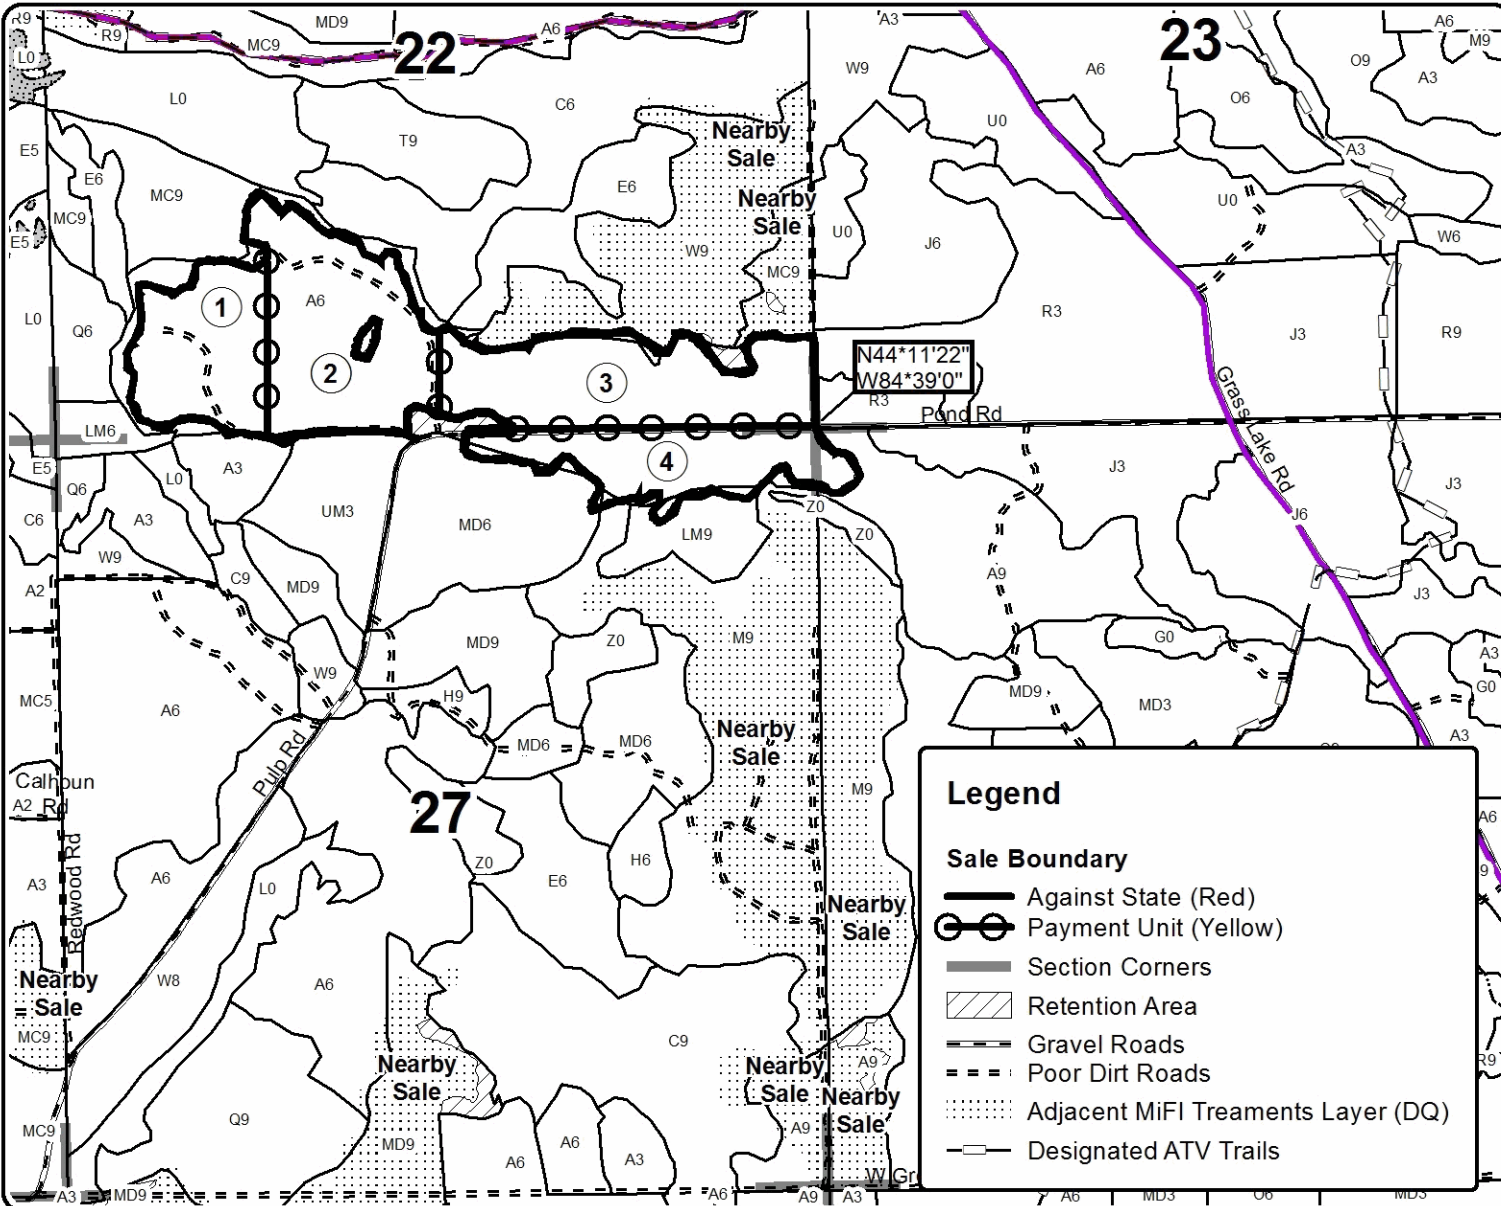 R9
R9
MD9
MC9
A6
22
A3
23
A6
M9
L0
L0
T9
C6
W9
A6
O6
O9
A3
U0
Nearby
Sale
E5
E6
MC9
E6
A3
MC9
Nearby
Sale
U0
E5
W9
U0
J6
W6
MC9
L0
Q6
1
A6
2
3
R3
J3
R9
N44*11'22"
W84*39'0"
R3
Pond Rd
Grass Lake Rd
LM6
E5
A3
L0
4
J3
J3
Q6
C6
A3
UM3
MD6
LM9
Z0
Z0
J6
W9
A2
C9
MD9
A9
J3
MD9
Z0
M9
G0
A3
W9
H9
MD9
MD3
G0
MC5
A6
Nearby
Sale
MD6
MD6
A3
Pulp Rd
Calhoun
Rd
A2
27
M9
A6
Redwood Rd
Z0
H6
A3
A6
L0
E6
9
Nearby
Sale
Nearby
Sale
W8
A6
MC9
C9
A9
R9
Nearby
Sale
Nearby
Sale
Nearby
Sale
MC9
Q9
MD9
A6
A6
A3
A9
W Gr
A3
MD9
A6
A9
A3
A6
MD3
O6
MD3
Legend
Sale Boundary
Against State (Red)
Payment Unit (Yellow)
Section Corners
Retention Area
Gravel Roads
Poor Dirt Roads
Adjacent MiFI Treaments Layer (DQ)
Designated ATV Trails